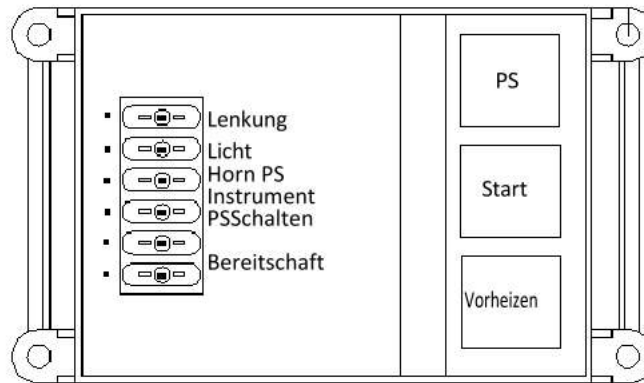 Lenkung
Licht
Horn PS
Instrument
PSSchalten
Bereitschaft
PS
Start
Vorheizen